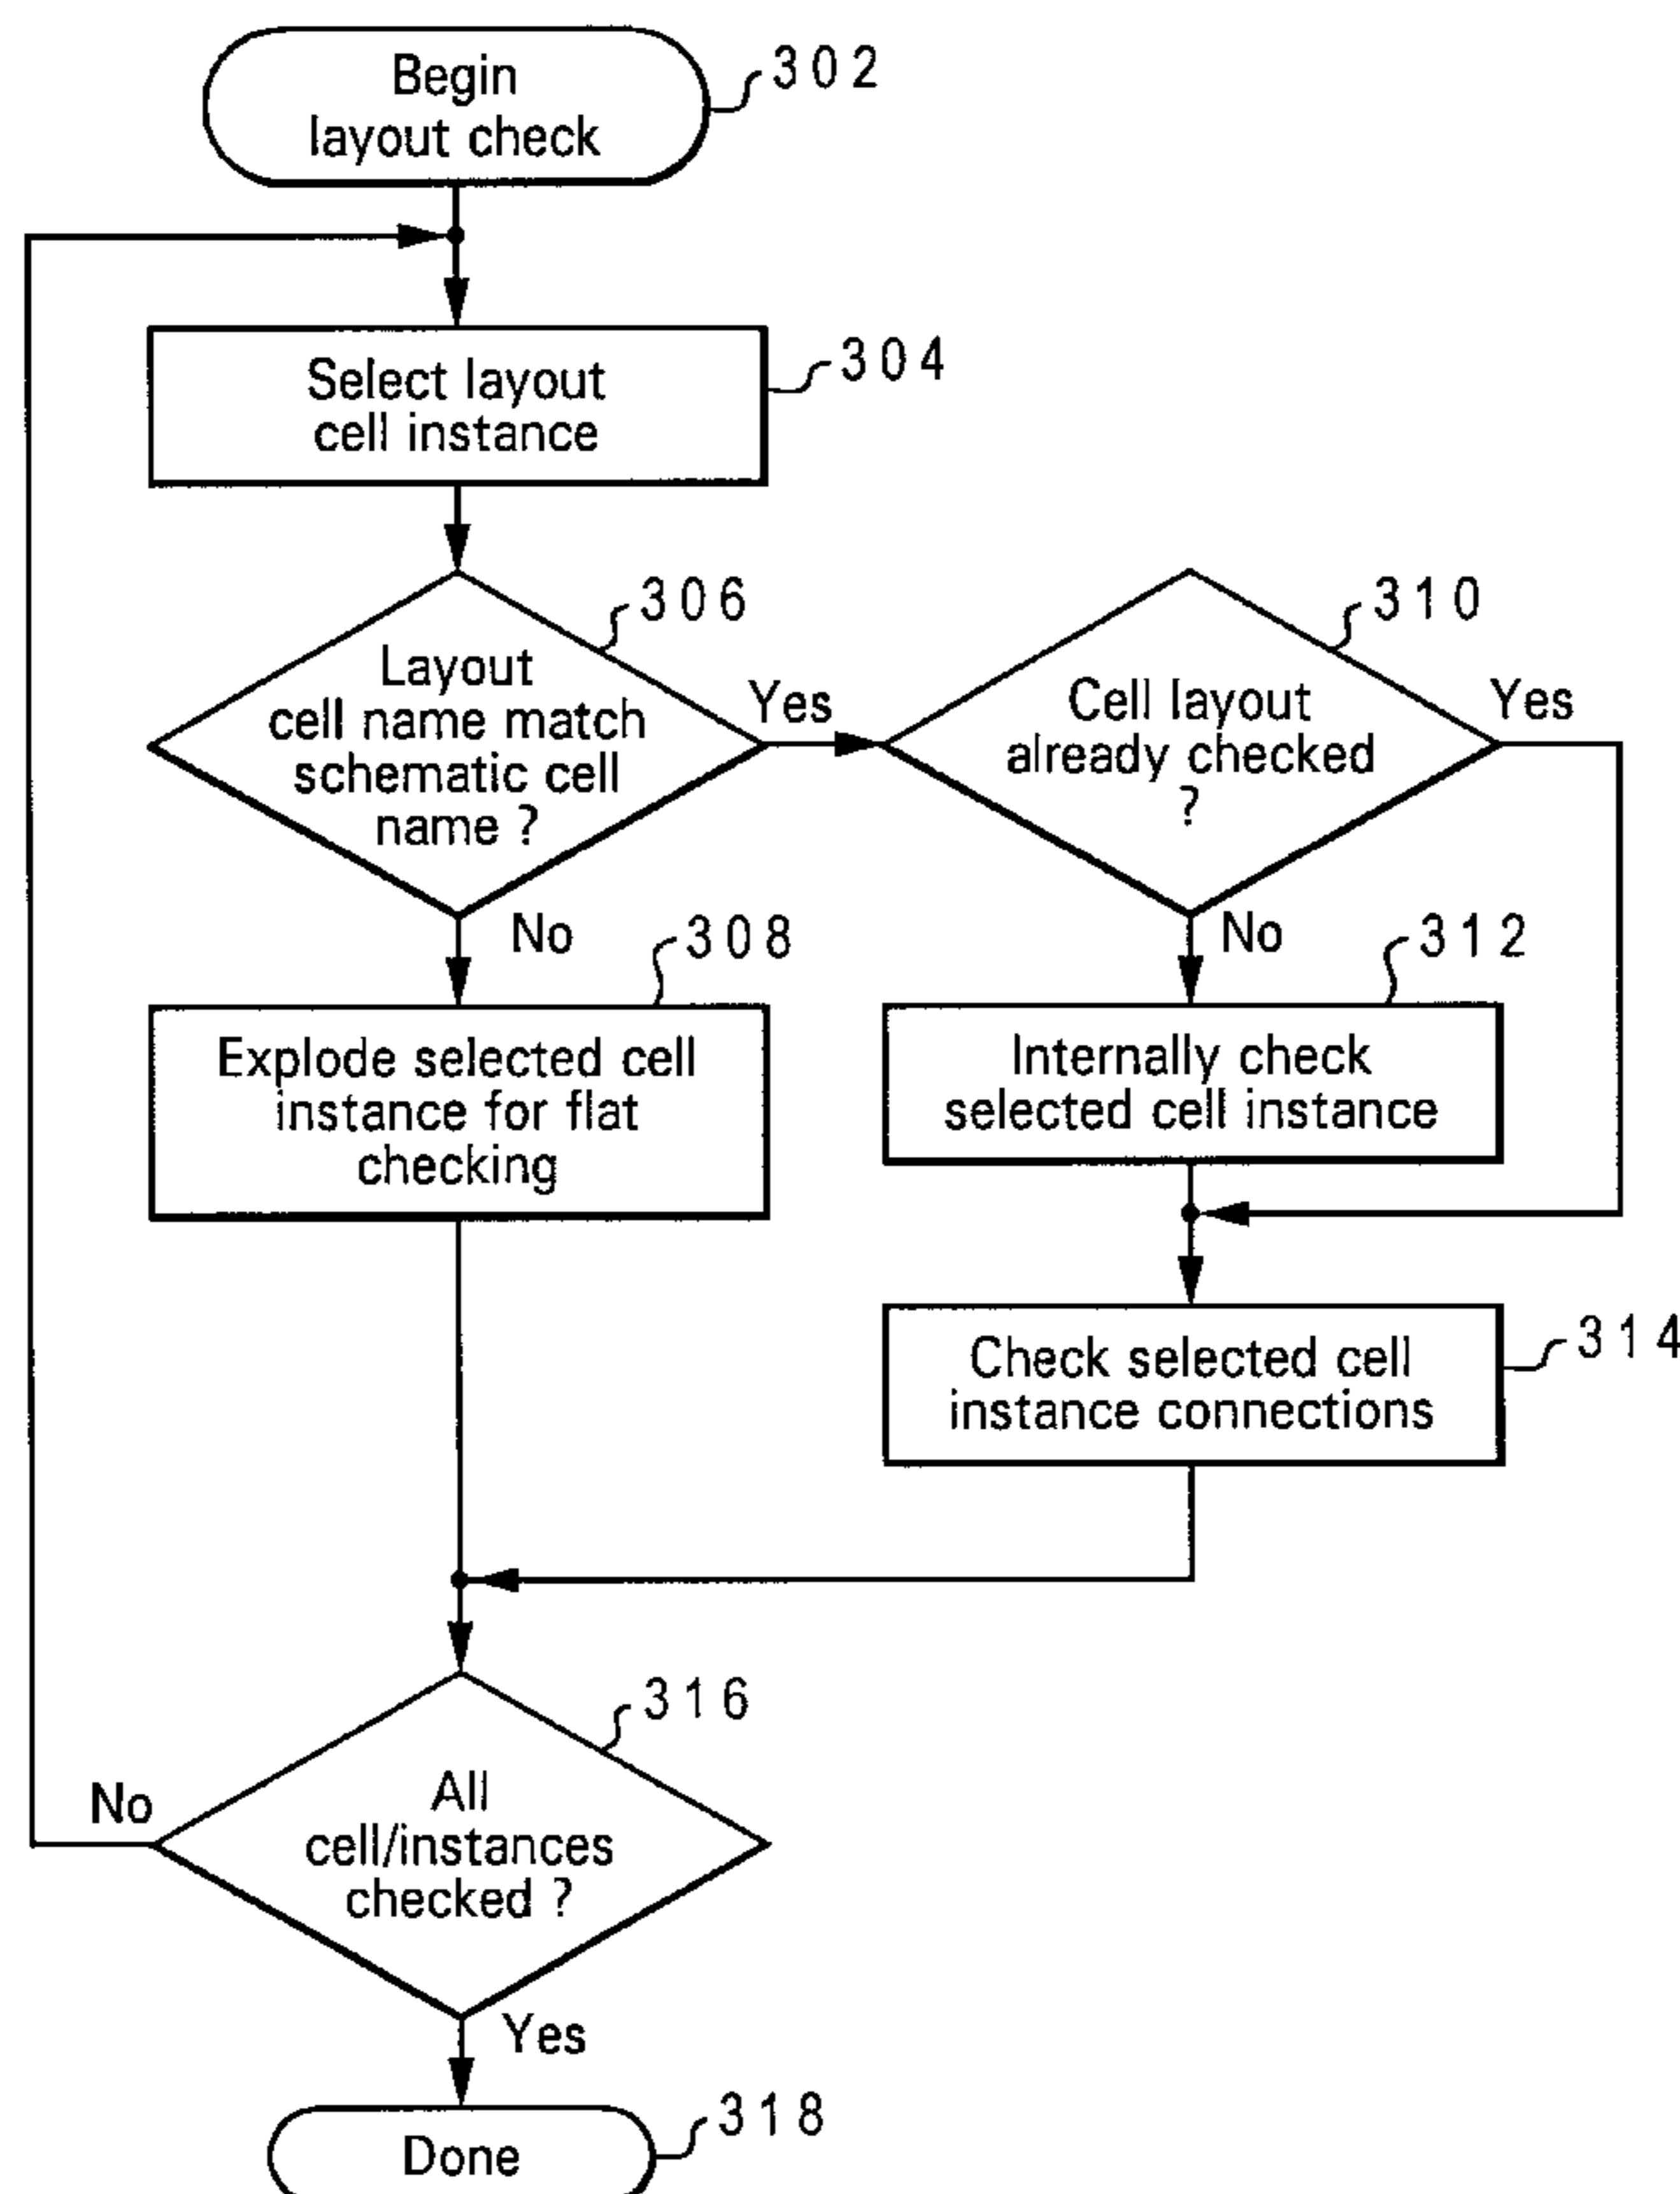 Begin
layout check
302
Select layout
cell instance
304
306
Layout
cell name match
schematic cell
name ?
Yes
310
Cell layout
already checked
?
Yes
No
308
Explode selected cell
instance for flat
checking
No
312
Internally check
selected cell instance
Check selected cell
instance connections
314
316
All
cell/instances
checked ?
No
Yes
Done
318